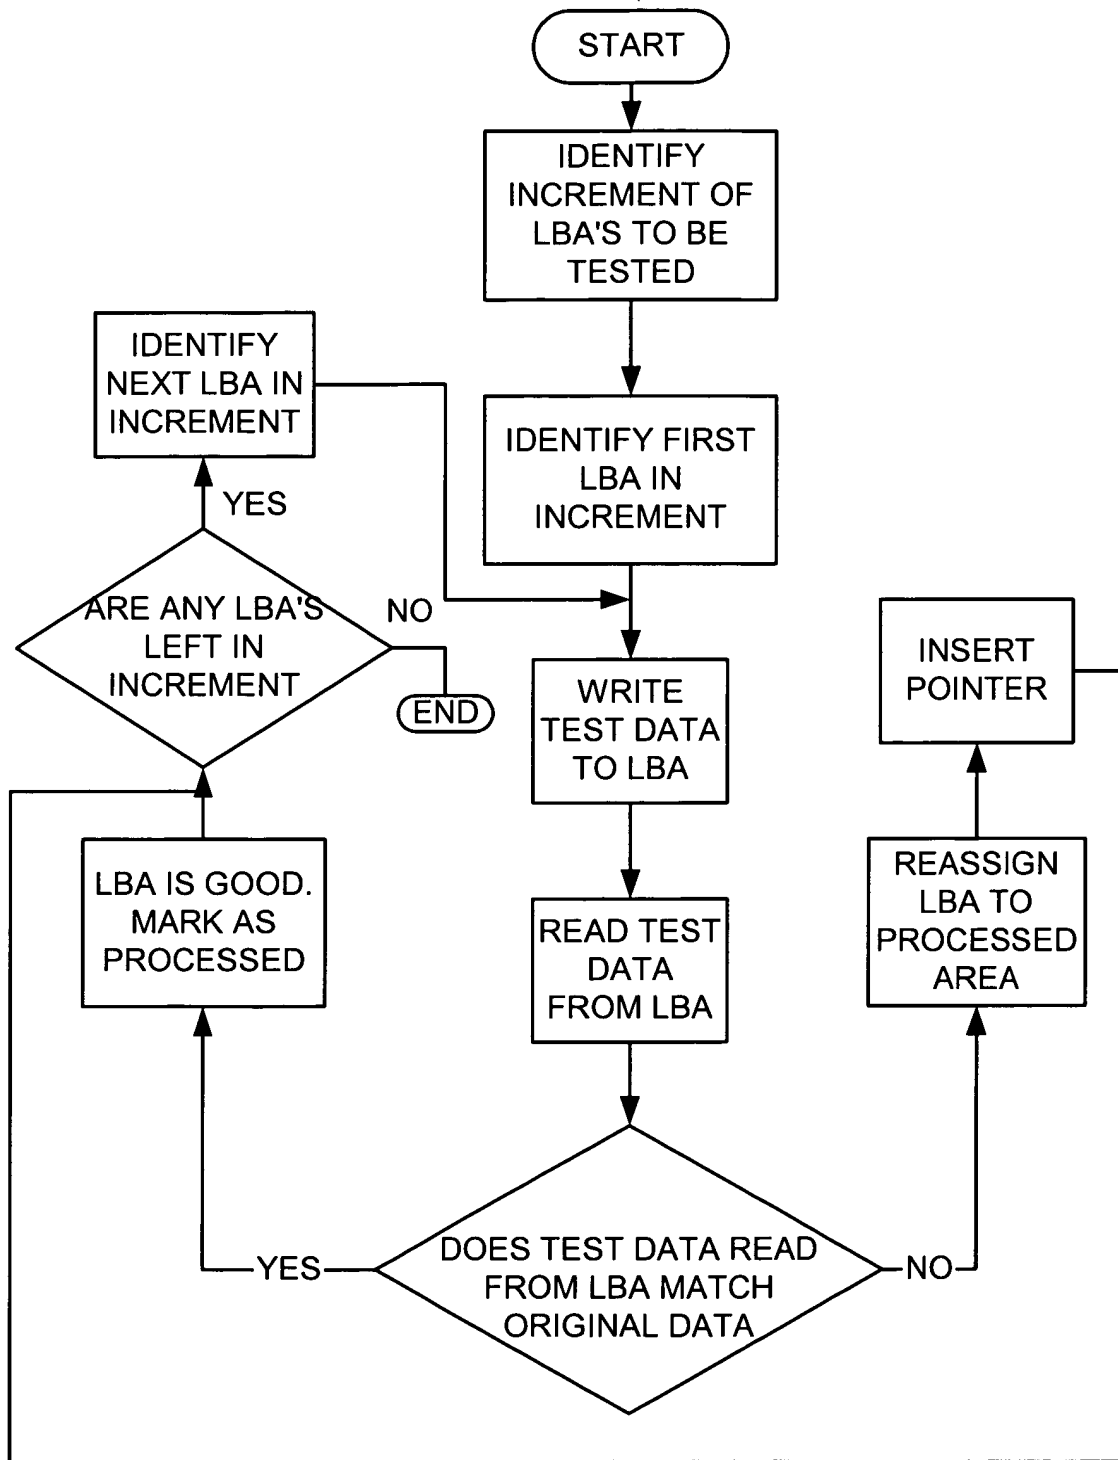 START
IDENTIFY
INCREMENT OF
LBA'S TO BE
TESTED
IDENTIFY
NEXT LBA IN
INCREMENT
IDENTIFY FIRST
LBA IN
INCREMENT
YES
ARE ANY LBA'S
LEFT IN
INCREMENT
NO
END
WRITE
TEST DATA
TO LBA
INSERT
POINTER
LBA IS GOOD.
MARK AS
PROCESSED
READ TEST
DATA
FROM LBA
REASSIGN
LBA TO
PROCESSED
AREA
DOES TEST DATA READ
FROM LBA MATCH
ORIGINAL DATA
YES
NO